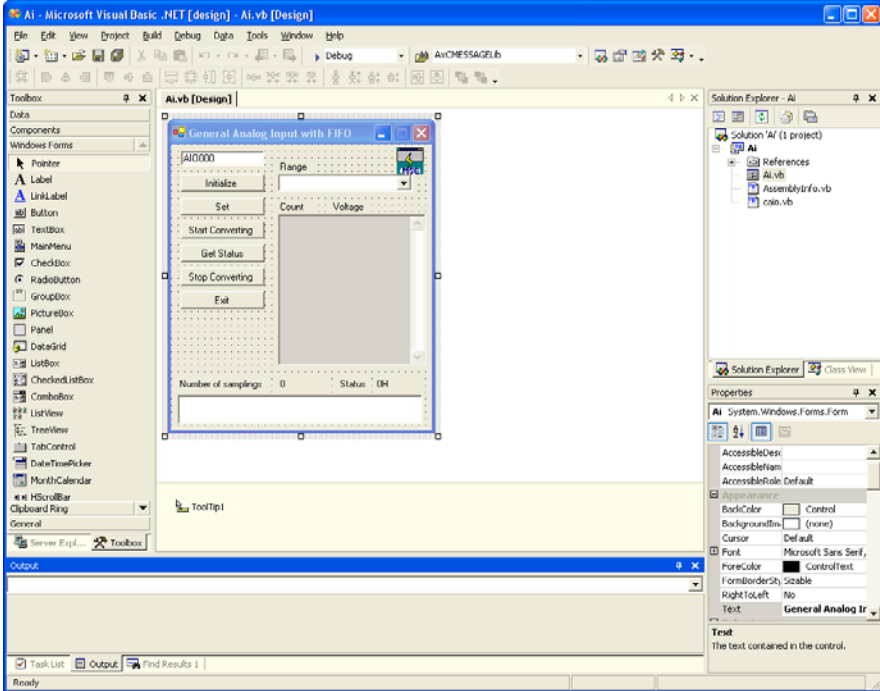 Ai - Microsoft Visual Basic .NET [design] - Ai.vb [Design]
File Edit View Project Build Debug Data Tools Window Help
Debug AxCMESSAGELib
Toolbox
Data
Components
Windows Forms
Pointer
Label
LinkLabel
Button
TextBox
MainMenu
CheckBox
RadioButton
GroupBox
PictureBox
Panel
DataGrid
ListBox
CheckedListBox
ComboBox
ListView
TreeView
TabControl
DateTimePicker
MonthCalendar
HScrollBar
Clipboard Ring
General
Server Expl... Toolbox
Ai.vb [Design]
General Analog Input with FIFO
AIO000
Range
Initialize
Set
Count Voltage
Start Converting
Get Status
Stop Converting
Exit
Number of samplings 0 Status 0H
ToolTip1
Solution Explorer - Ai
Solution 'Ai' (1 project)
Ai
References
Ai.vb
AssemblyInfo.vb
caio.vb
Solution Explorer Class View
Properties
Ai System.Windows.Forms.Form
AccessibleDesc
AccessibleNam
AccessibleRole Default
Appearance
BackColor Control
BackgroundIm (none)
Cursor Default
Font Microsoft Sans Serif,
ForeColor ControlText
FormBorderSty Sizable
RightToLeft No
Text General Analog Ir
Text
The text contained in the control.
Output
Task List Output Find Results 1
Ready